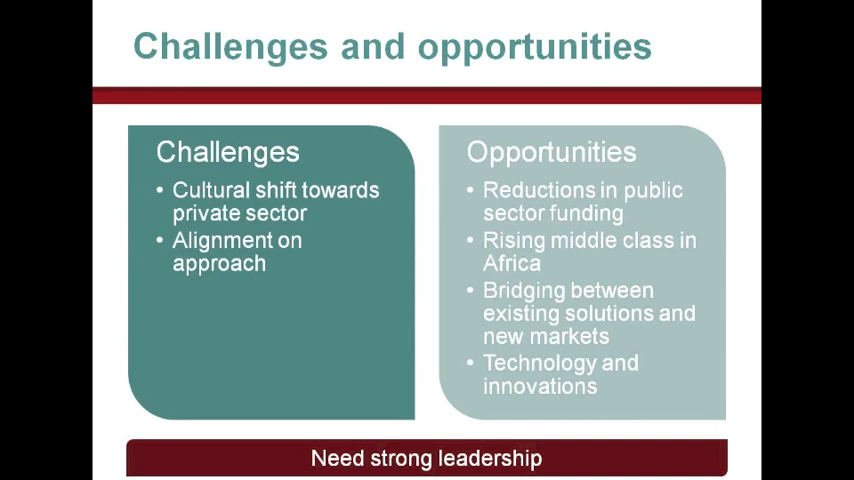 Challenges and opportunities
Challenges
• Cultural shift towards
private sector
• Alignment on
approach
Opportunities
• Reductions in public
sector funding
• Rising middle class in
Africa
• Bridging between
existing solutions and
new markets
• Technology and
innovations
Need strong leadership